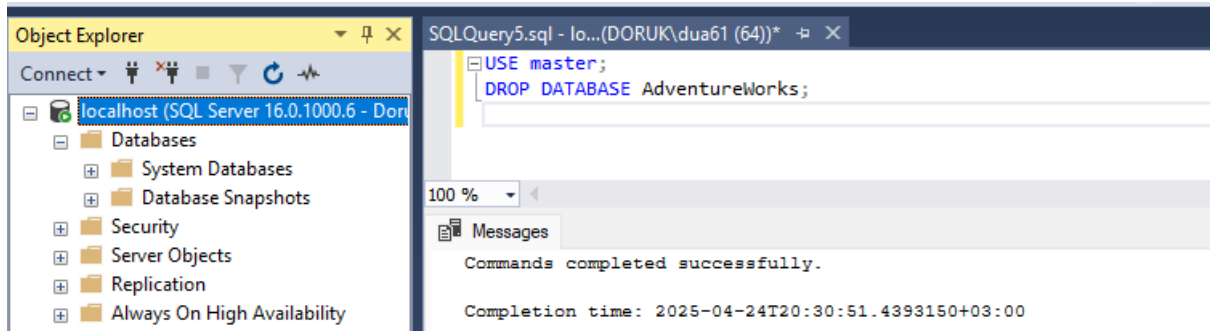 Object Explorer
Connect
localhost (SQL Server 16.0.1000.6 - Doru
Databases
System Databases
Database Snapshots
Security
Server Objects
Replication
Always On High Availability
SQLQuery5.sql - lo...(DORUK\dua61 (64))*
USE master;
DROP DATABASE AdventureWorks;
100 %
Messages
Commands completed successfully.
Completion time: 2025-04-24T20:30:51.4393150+03:00